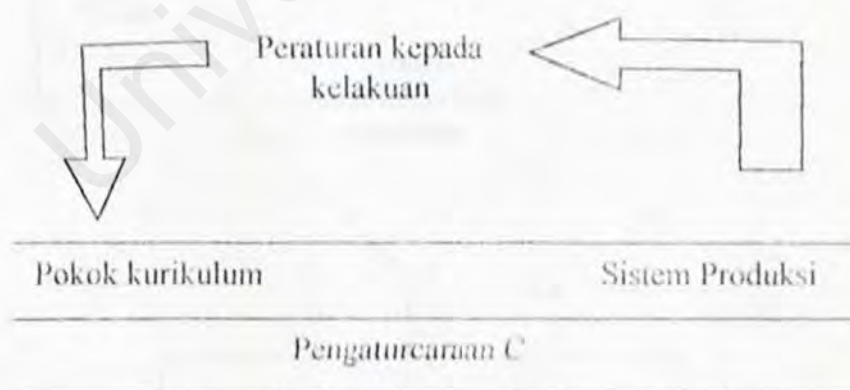 Peraturan kepada
kelakuan
Pokok kurikulum Sistem Produksi
Pengaturcaraan C